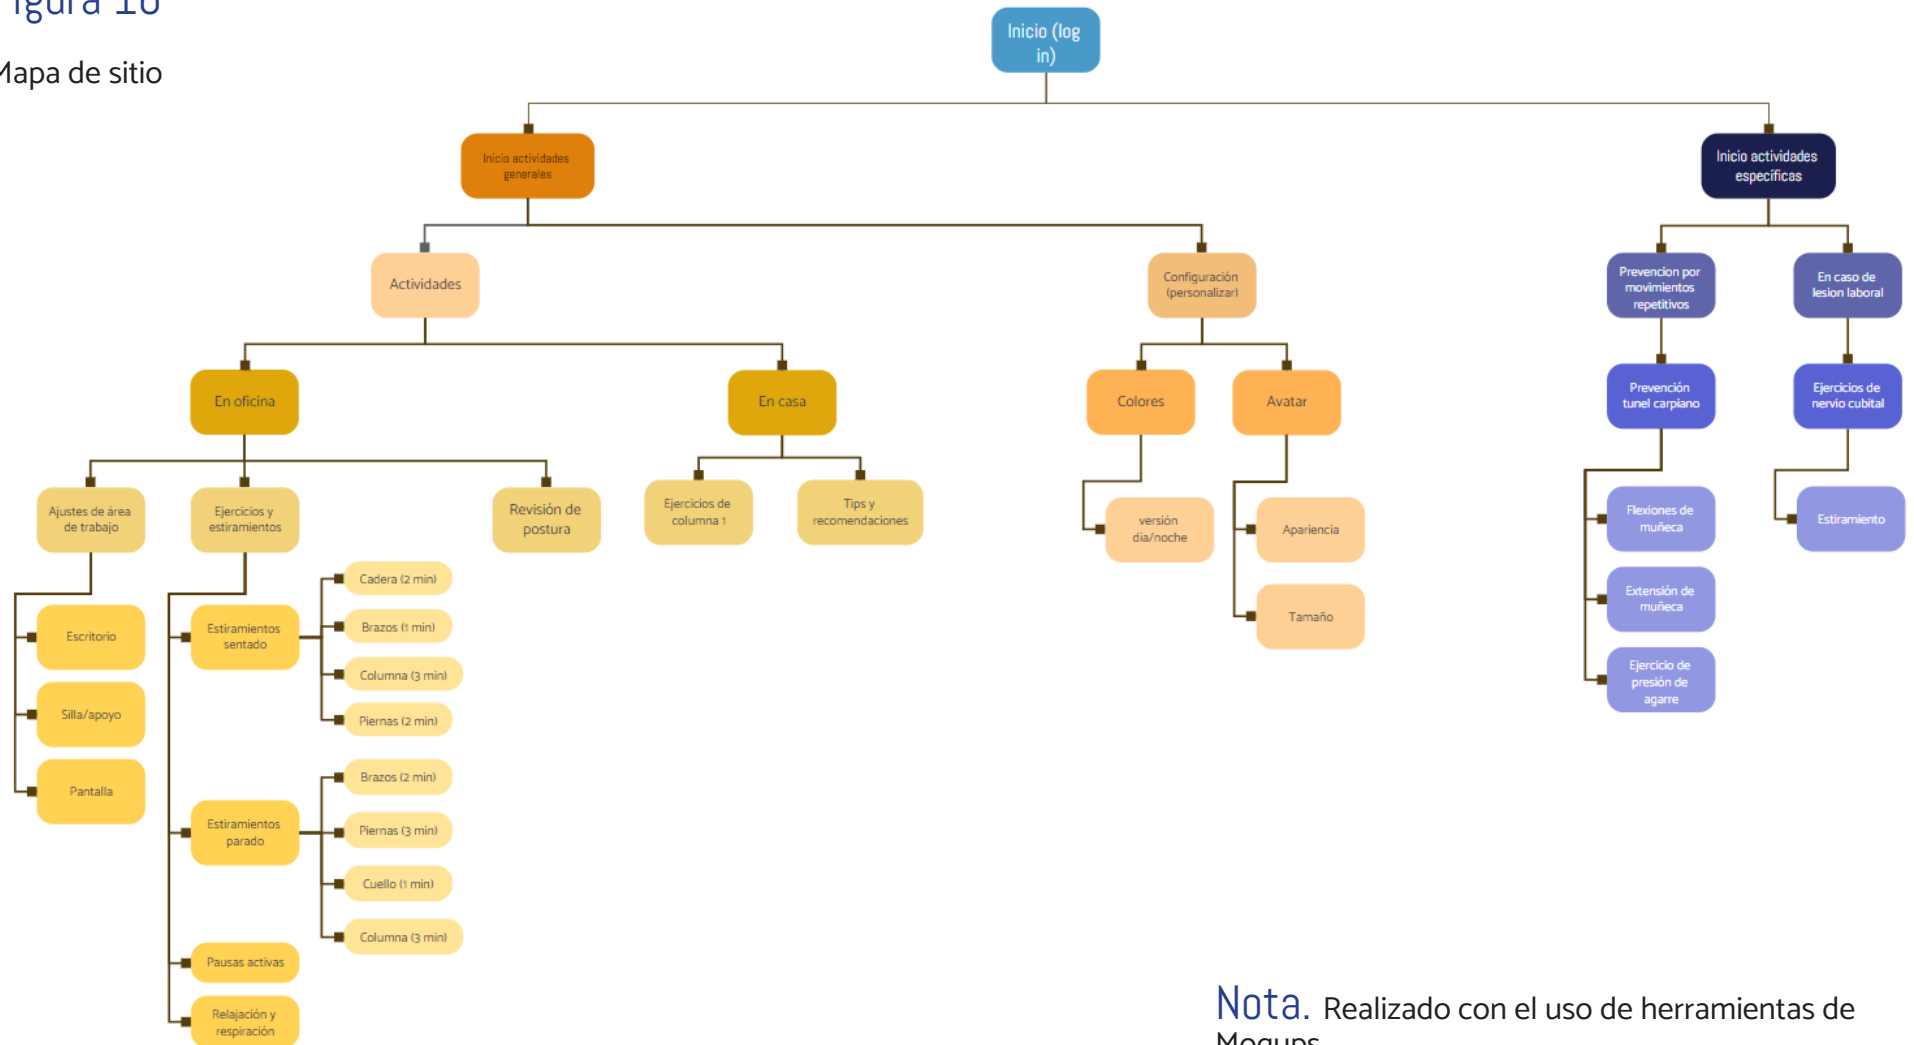 Figura 16
Mapa de sitio
Inicio (log
in)
Inicio actividades
generales
Inicio actividades
específicas
Actividades
Configuración
(personalizar)
Prevencion por
movimientos
repetitivos
En caso de
lesion laboral
En oficina
En casa
Colores
Avatar
Prevención
tunel carpiano
Ejercicios de
nervio cubital
Ajustes de área
de trabajo
Ejercicios y
estiramientos
Revisión de
postura
Ejercicios de
columna 1
Tips y
recomendaciones
versión
dia/noche
Apariencia
Tamaño
Flexiones de
muñeca
Extensión de
muñeca
Ejercicio de
presión de
agarre
Estiramiento
Escritorio
Silla/apoyo
Pantalla
Estiramientos
sentado
Cadera (2 min)
Brazos (1 min)
Columna (3 min)
Piernas (2 min)
Estiramientos
parado
Brazos (2 min)
Piernas (3 min)
Cuello (1 min)
Columna (3 min)
Pausas activas
Relajación y
respiración
Nota. Realizado con el uso de herramientas de
Moqups